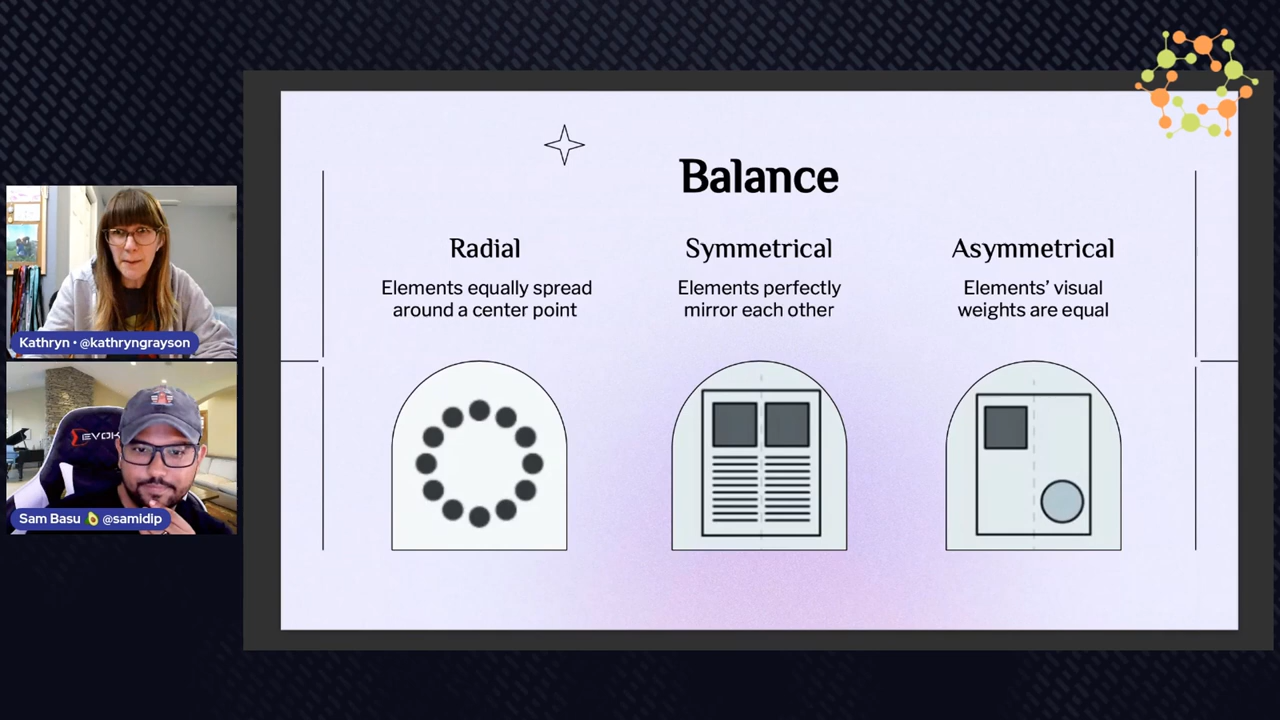 Balance
Radial
Elements equally spread
around a center point
Symmetrical
Elements perfectly
mirror each other
Asymmetrical
Elements' visual
weights are equal
Kathryn • @kathryngrayson
EVOK
Sam Basu 🥑 @samidip